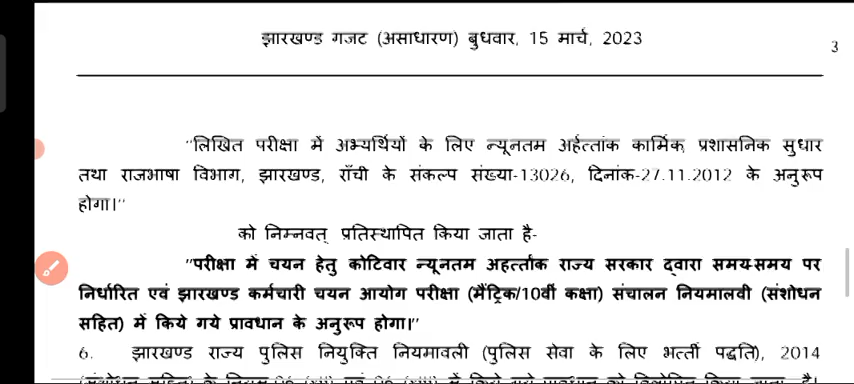 झारखण्ड गजट (असाधारण) बुधवार, 15 मार्च, 2023
3
''लिखित परीक्षा में अभ्यर्थियों के लिए न्यूनतम अर्हत्तांक कार्मिक, प्रशासनिक सुधार
तथा राजभाषा विभाग, झारखण्ड, राँची के संकल्प संख्या-13026, दिनांक-27.11.2012 के अनुरूप
होगा।''
को निम्नवत् प्रतिस्थापित किया जाता है-
''परीक्षा में चयन हेतु कोटिवार न्यूनतम अहर्त्तांक राज्य सरकार द्वारा समय-समय पर
निर्धारित एवं झारखण्ड कर्मचारी चयन आयोग परीक्षा (मैट्रिक/10वीं कक्षा) संचालन नियमालवी (संशोधन
सहित) में किये गये प्रावधान के अनुरूप होगा।''
6. झारखण्ड राज्य पुलिस नियुक्ति नियमावली (पुलिस सेवा के लिए भर्ती पद्धति), 2014